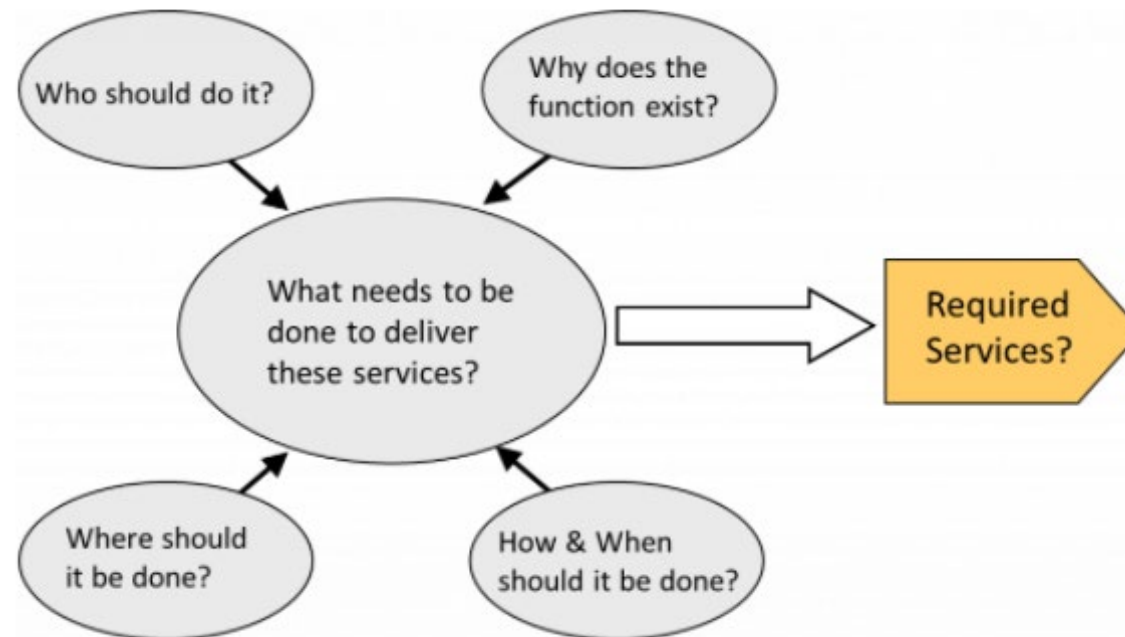 Who should do it?
Why does the
function exist?
What needs to be
done to deliver
these services?
Required
Services?
Where should
it be done?
How & When
should it be done?